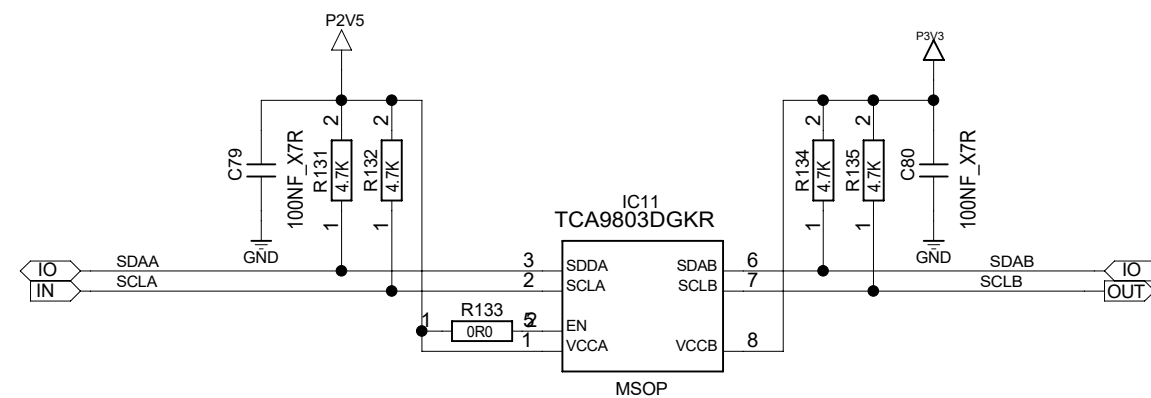 P2V5
P3V3
2
2
2
2
C79
100NF_X7R
R131
4.7K
R132
4.7K
R134
4.7K
R135
4.7K
C80
100NF_X7R
1
1
1
1
GND
GND
IC11
TCA9803DGKR
IO
SDAA
3
SDDA
SDAB
6
SDAB
IO
IN
SCLA
2
SCLA
SCLB
7
SCLB
OUT
R133
1
0R0
2
5
EN
1
VCCA
VCCB
8
MSOP